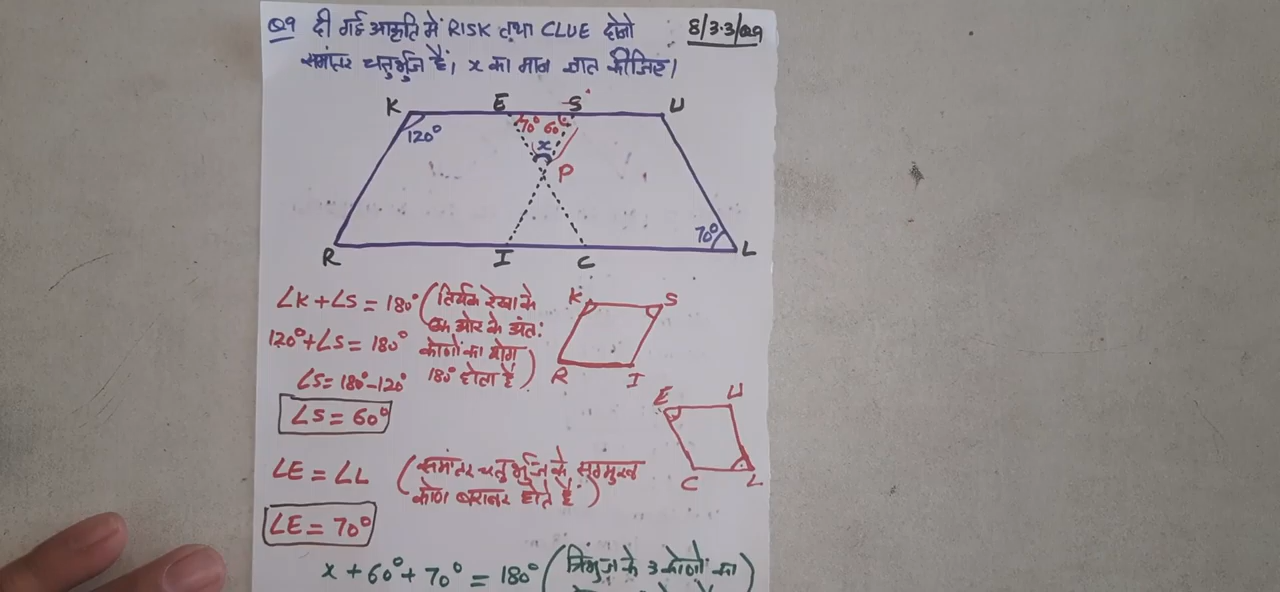 Q9 दी गई आकृति में RISK तथा CLUE दोनों
8/3.3/Q9
समांतर चतुर्भुज हैं। x का मान ज्ञात कीजिए।
K E S U
120° 70° 60°
x
P
70°
R I C L
∠K+∠S = 180° (तिर्यक रेखा के
एक ओर के अंत:
120°+∠S = 180° कोणों का योग
∠S = 180°-120° 180° होता है)
K S
R I
∠S = 60°
E U
C L
∠E = ∠L (समांतर चतुर्भुज के सम्मुख
कोण बराबर होते हैं)
∠E = 70°
x + 60° + 70° = 180° (त्रिभुज के 3 कोणों का